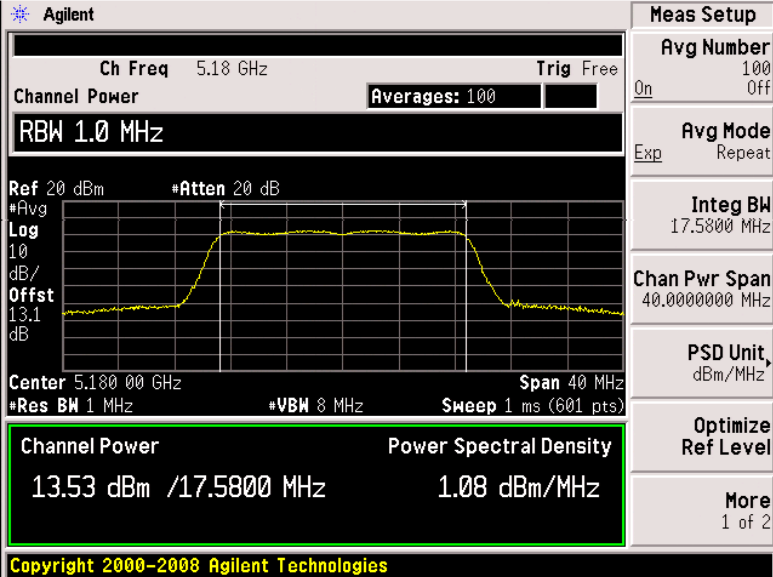 Agilent
Meas Setup
Ch Freq 5.18 GHz Trig Free
Channel Power Averages: 100
RBW 1.0 MHz
Ref 20 dBm #Atten 20 dB
#Avg
Log
10
dB/
Offst
13.1
dB
Center 5.180 00 GHz Span 40 MHz
#Res BW 1 MHz #VBW 8 MHz Sweep 1 ms (601 pts)
Channel Power Power Spectral Density
13.53 dBm /17.5800 MHz 1.08 dBm/MHz
Copyright 2000-2008 Agilent Technologies
Avg Number
100
On Off
Avg Mode
Exp Repeat
Integ BW
17.5800 MHz
Chan Pwr Span
40.0000000 MHz
PSD Unit
dBm/MHz
Optimize
Ref Level
More
1 of 2